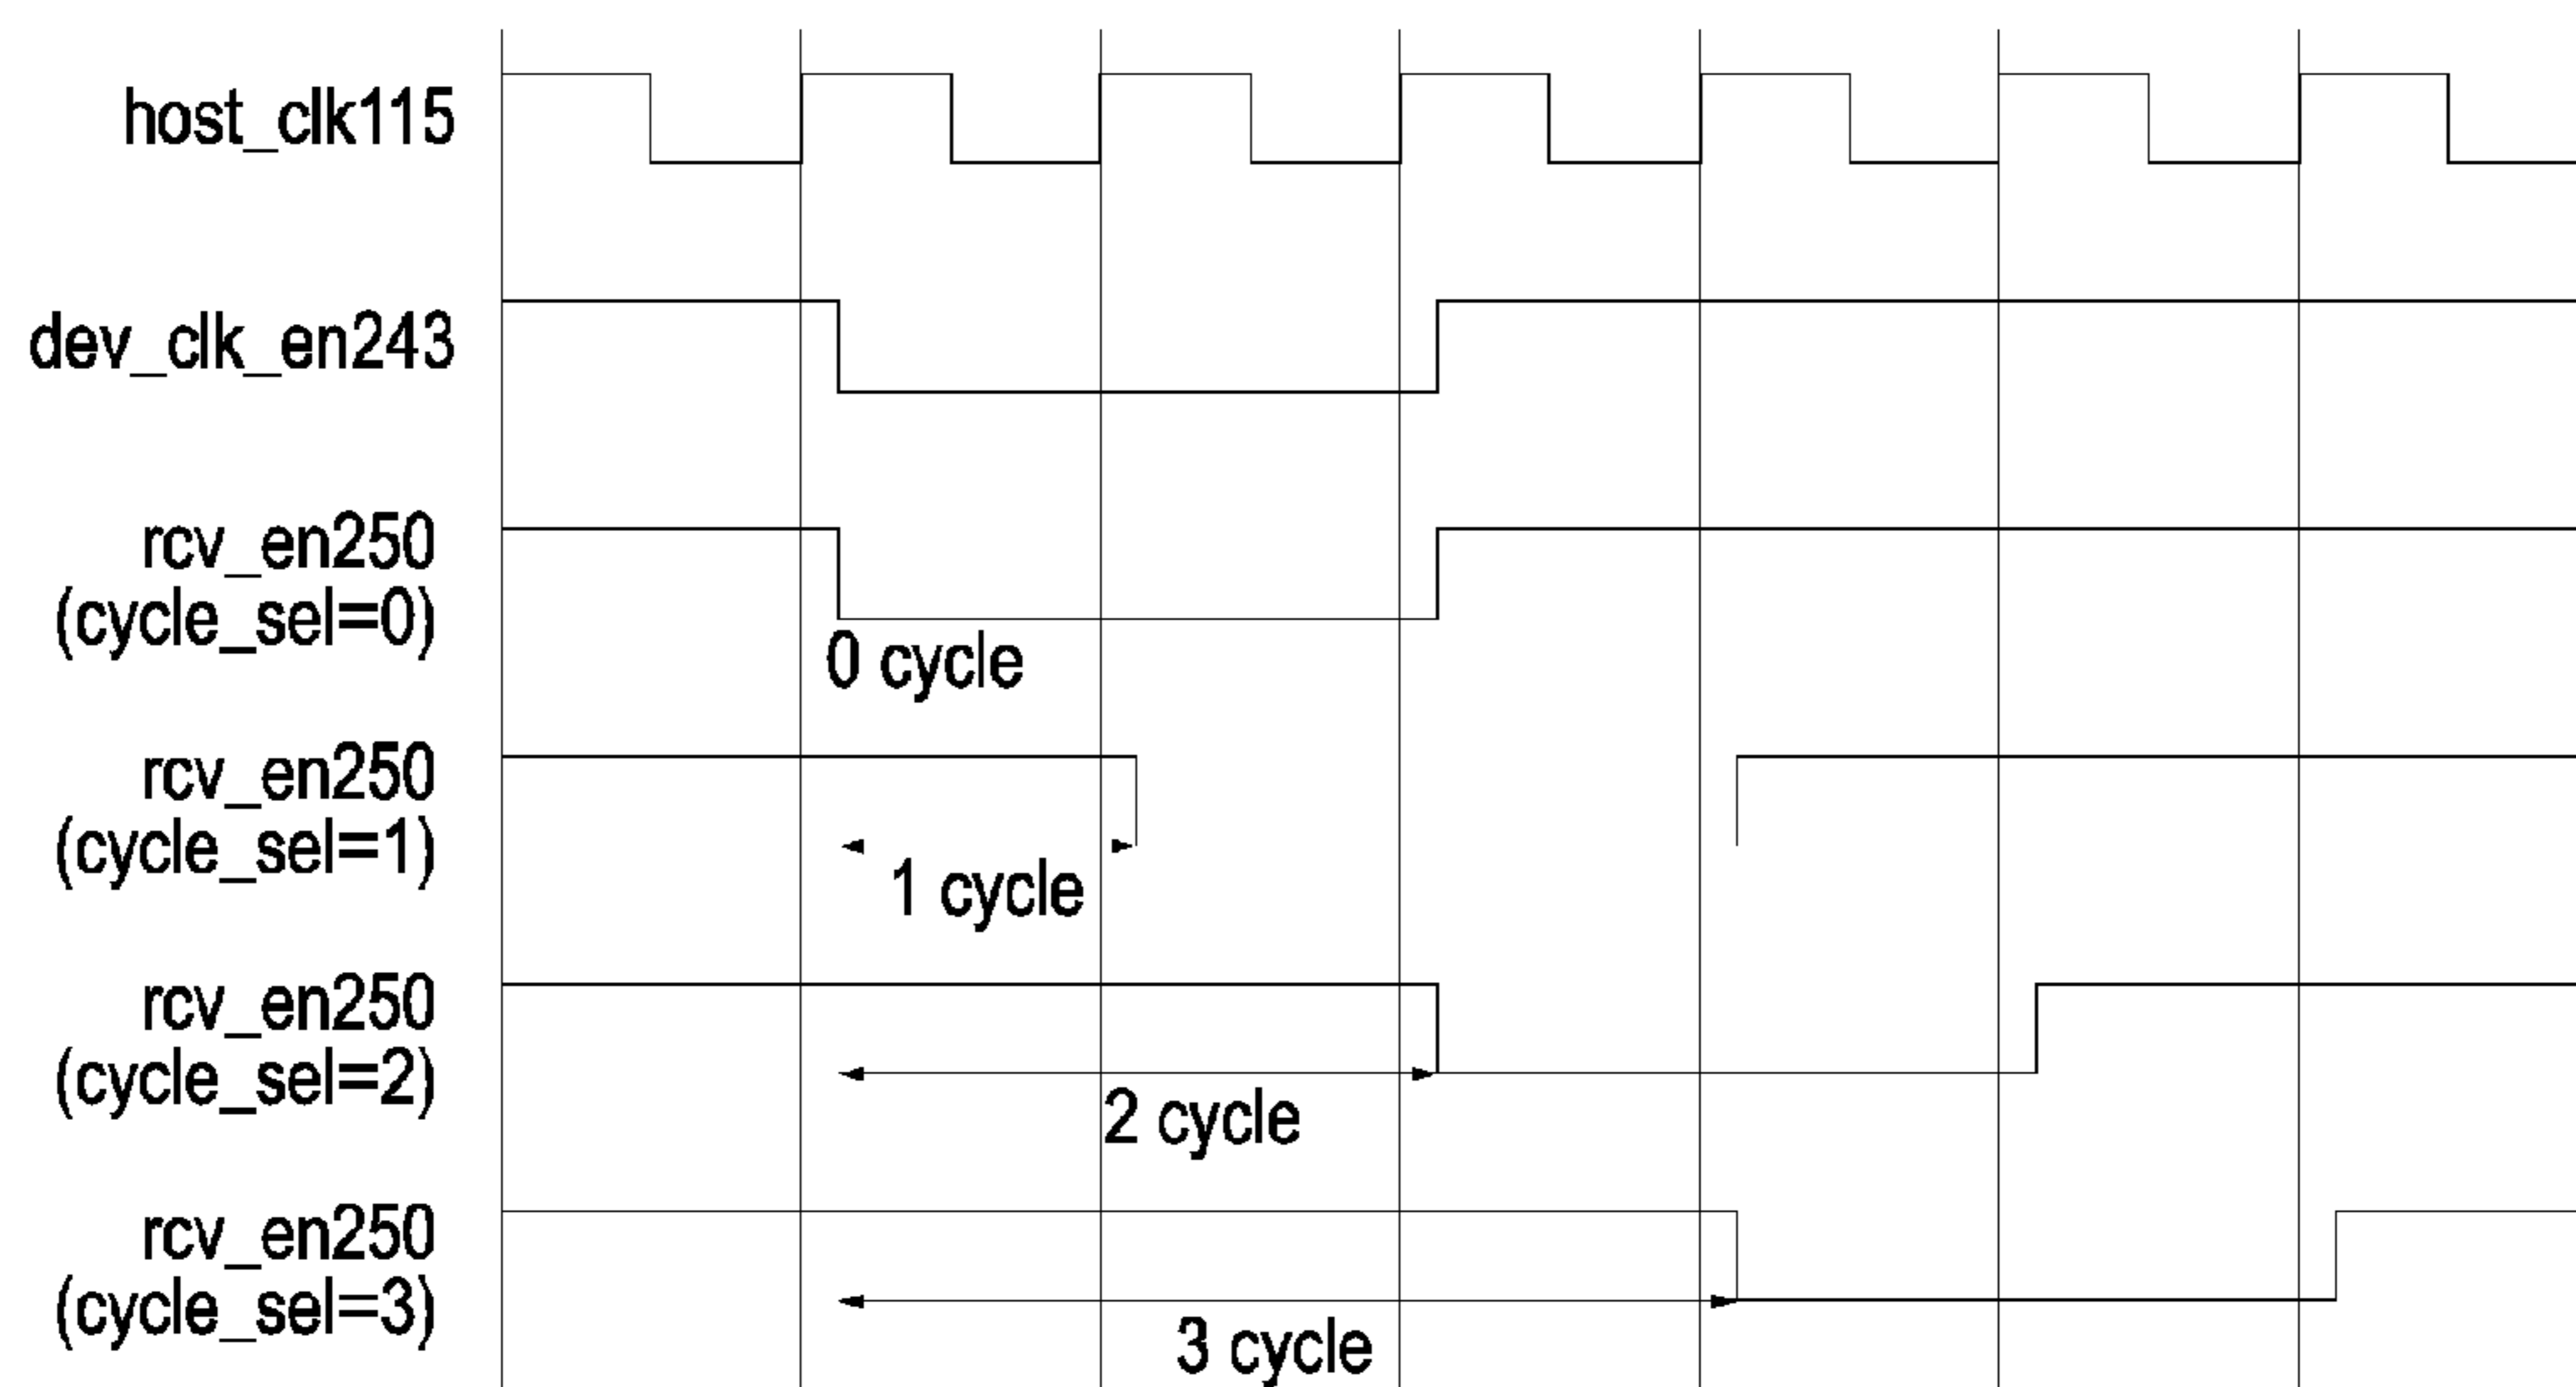 host_clk115
dev_clk_en243
rcv_en250
(cycle_sel=0)
0 cycle
rcv_en250
(cycle_sel=1)
1 cycle
rcv_en250
(cycle_sel=2)
2 cycle
rcv_en250
(cycle_sel=3)
3 cycle